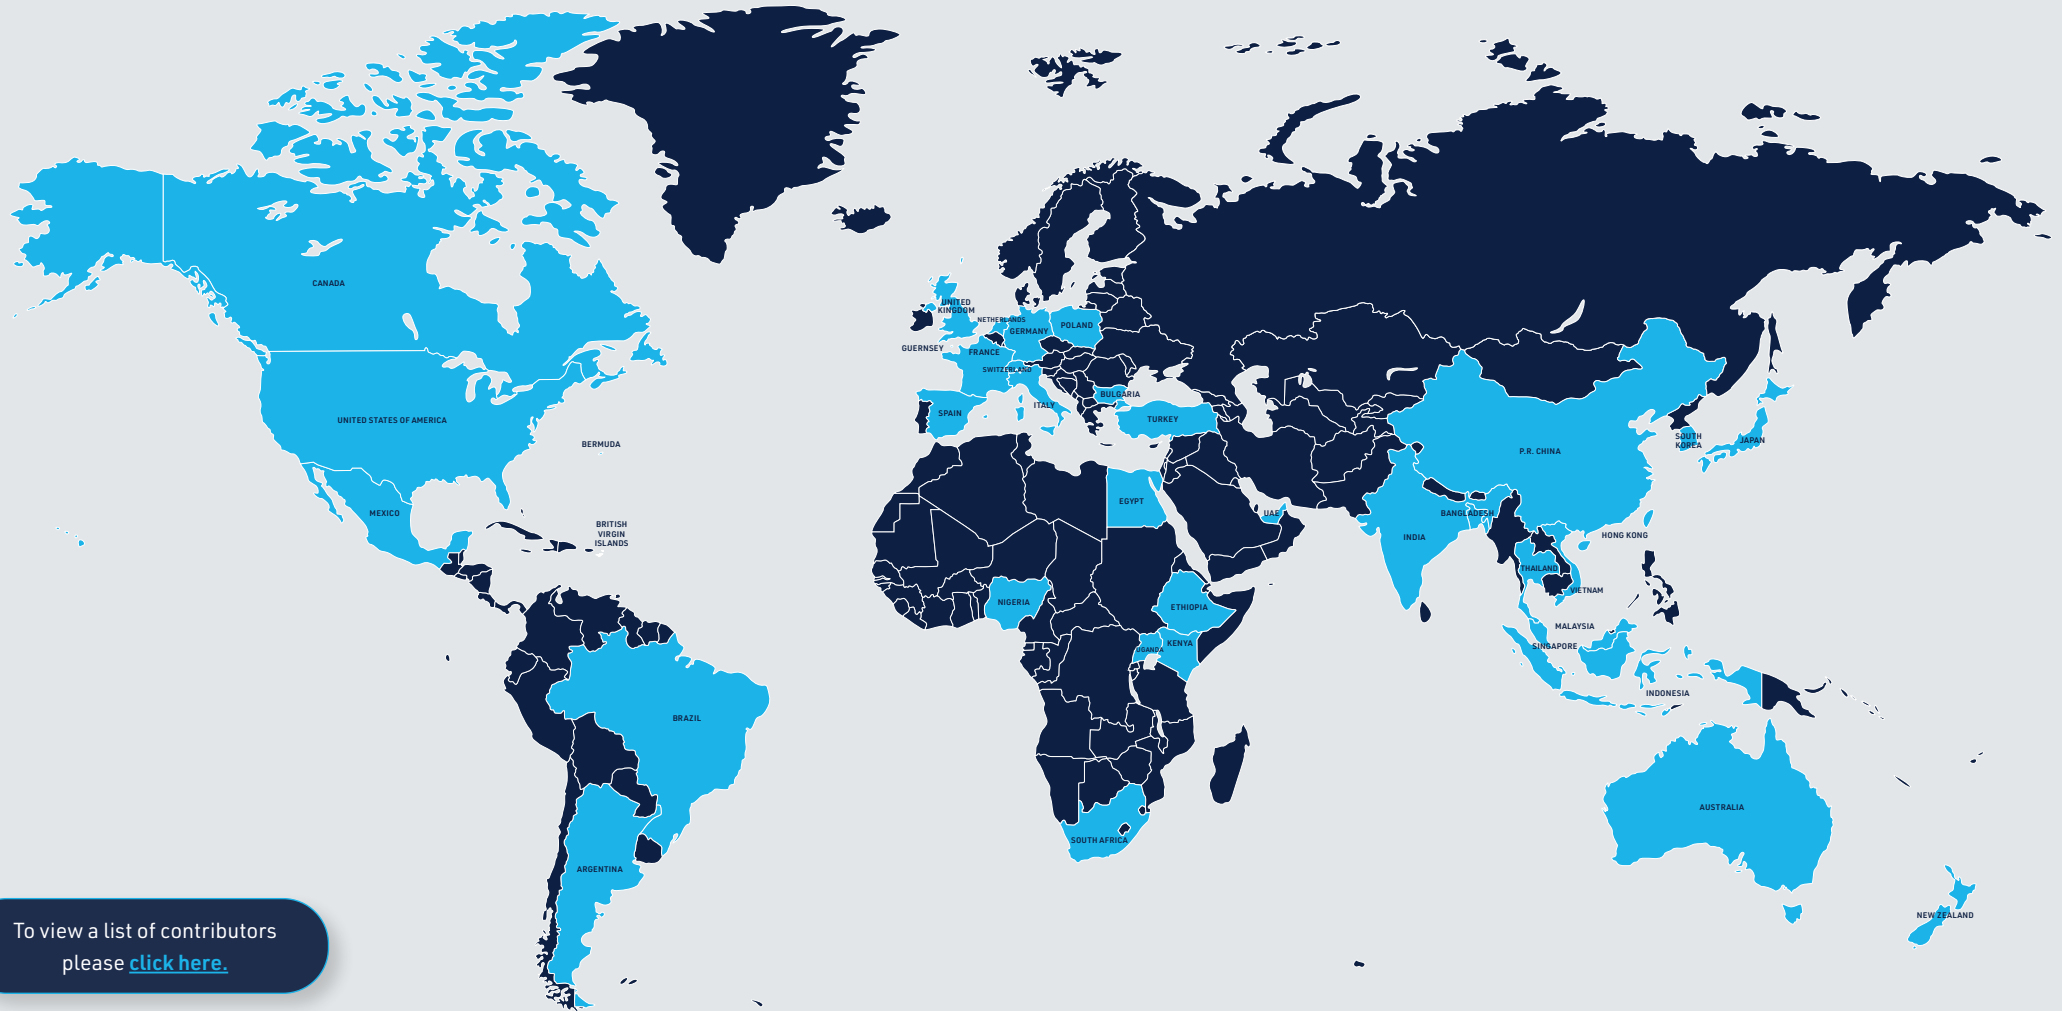 CANADA
UNITED STATES OF AMERICA
MEXICO
BERMUDA
BRITISH
VIRGIN
ISLANDS
BRAZIL
ARGENTINA
UNITED
KINGDOM
NETHERLANDS
GERMANY
POLAND
GUERNSEY
FRANCE
SWITZERLAND
BULGARIA
ITALY
SPAIN
TURKEY
EGYPT
UAE
NIGERIA
ETHIOPIA
KENYA
UGANDA
SOUTH AFRICA
P.R. CHINA
SOUTH
KOREA
JAPAN
BANGLADESH
INDIA
HONG KONG
THAILAND
VIETNAM
MALAYSIA
SINGAPORE
INDONESIA
AUSTRALIA
NEW ZEALAND
To view a list of contributors
please click here.